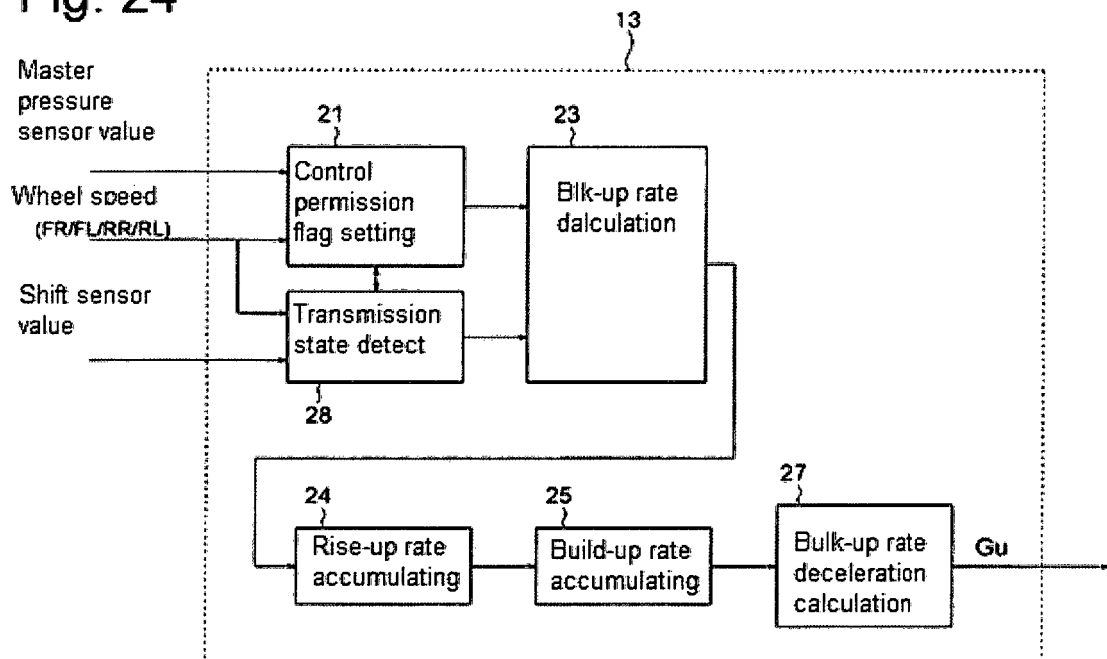 Fig. 24
13
Master
pressure
sensor value
21
23
Control
permission
flag setting
Blk-up rate
dalculation
Wheel speed
(FR/FL/RR/RL)
Shift sensor
value
Transmission
state detect
28
24
25
27
Rise-up rate
accumulating
Build-up rate
accumulating
Bulk-up rate
deceleration
calculation
Gu